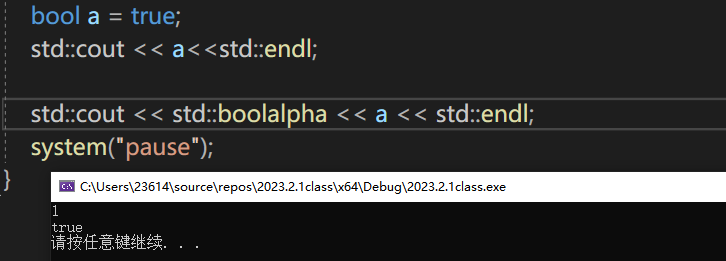 bool a = true;
std::cout << a<<std::endl;
std::cout << std::boolalpha << a << std::endl;
system("pause");
}
C:\Users\23614\source\repos\2023.2.1class\x64\Debug\2023.2.1class.exe
1
true
请按任意键继续. . .